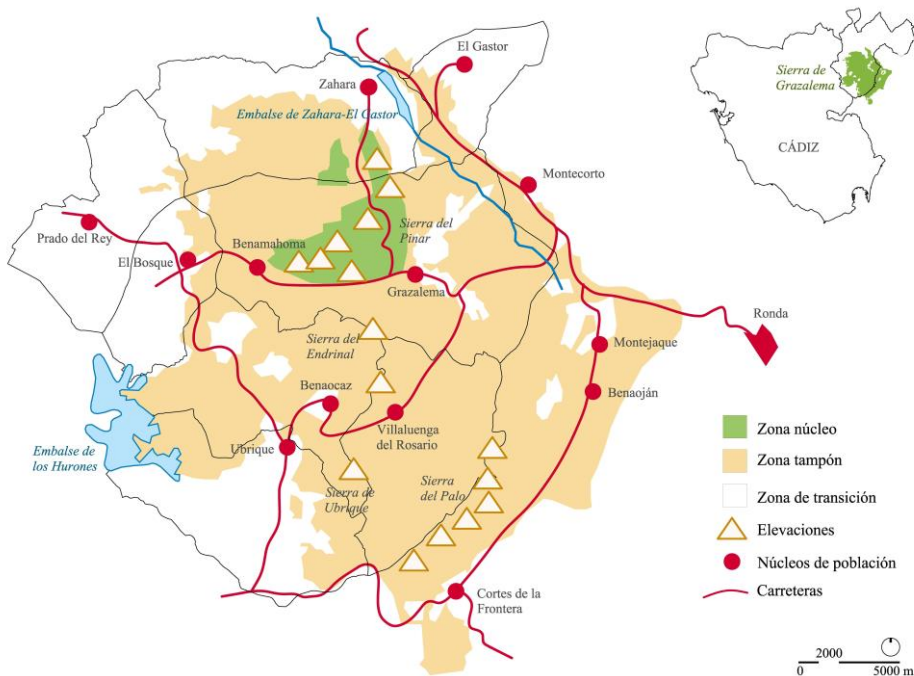 El Gastor
Zahara
Embalse de Zahara-El Castor
Sierra de
Grazalema
CÁDIZ
Montecorto
Prado del Rey
Sierra del
Pinar
Benamahoma
El Bosque
Grazalema
Ronda
Sierra del
Endrinal
Montejaque
Benaocaz
Benaoján
Villaluenga
del Rosario
Embalse de
los Hurones
Ubrique
Sierra de
Ubrique
Sierra
del Palo
Cortes de la
Frontera
Zona núcleo
Zona tampón
Zona de transición
Elevaciones
Núcleos de población
Carreteras
2000
0 5000 m